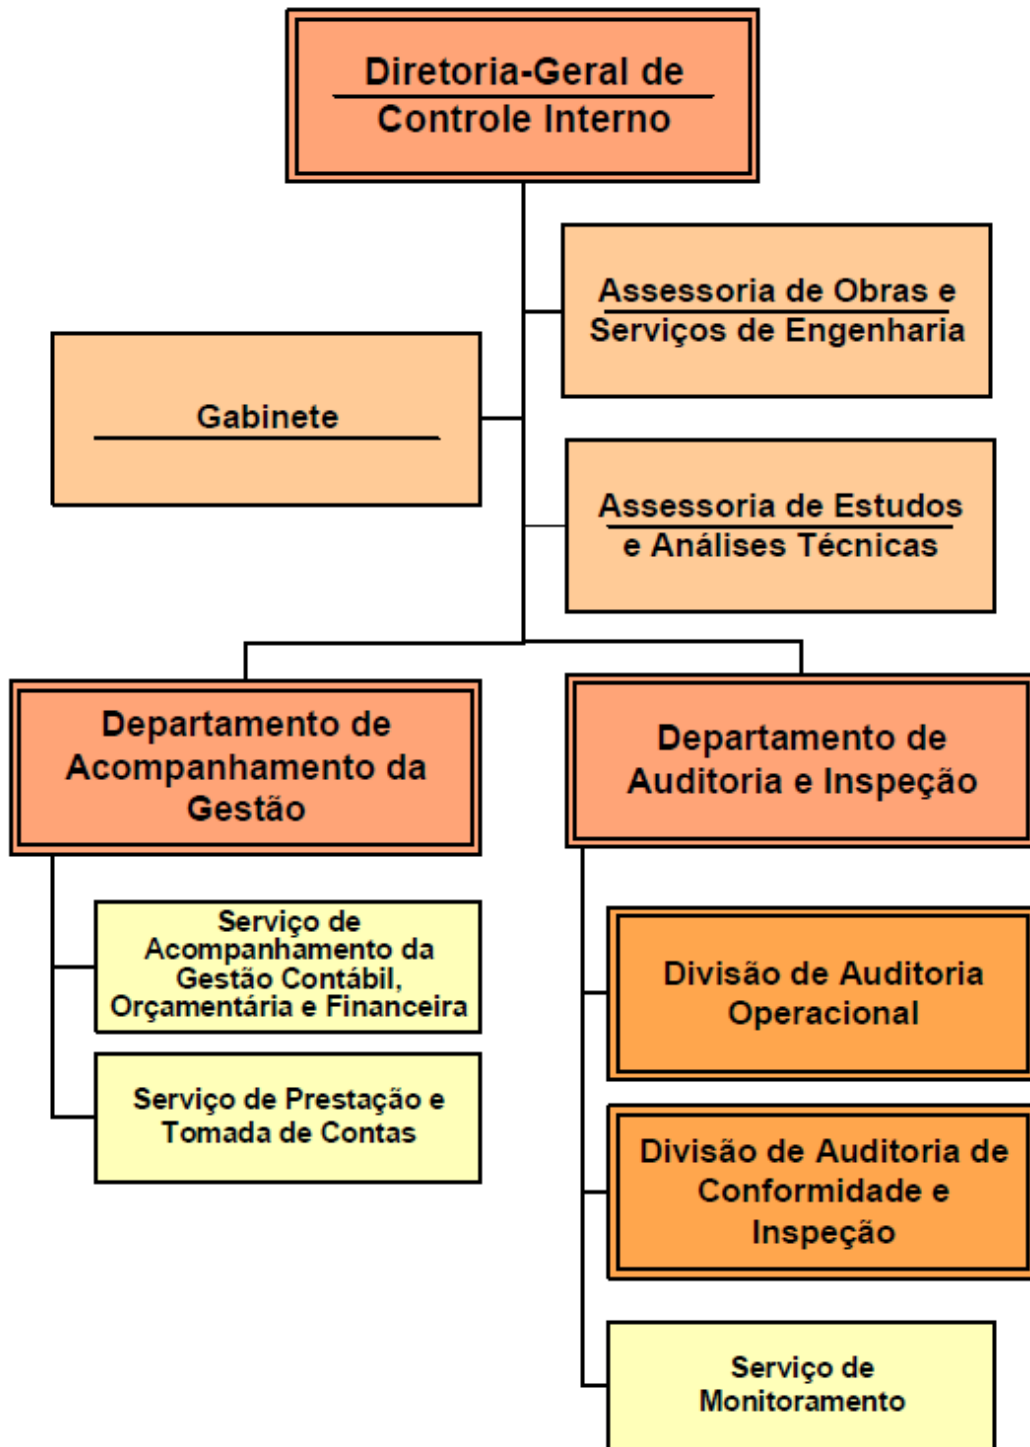 Diretoria-Geral de
Controle Interno
Assessoria de Obras e
Serviços de Engenharia
Gabinete
Assessoria de Estudos
e Análises Técnicas
Departamento de
Acompanhamento da
Gestão
Departamento de
Auditoria e Inspeção
Serviço de
Acompanhamento da
Gestão Contábil,
Orçamentária e Financeira
Serviço de Prestação e
Tomada de Contas
Divisão de Auditoria
Operacional
Divisão de Auditoria de
Conformidade e
Inspeção
Serviço de
Monitoramento